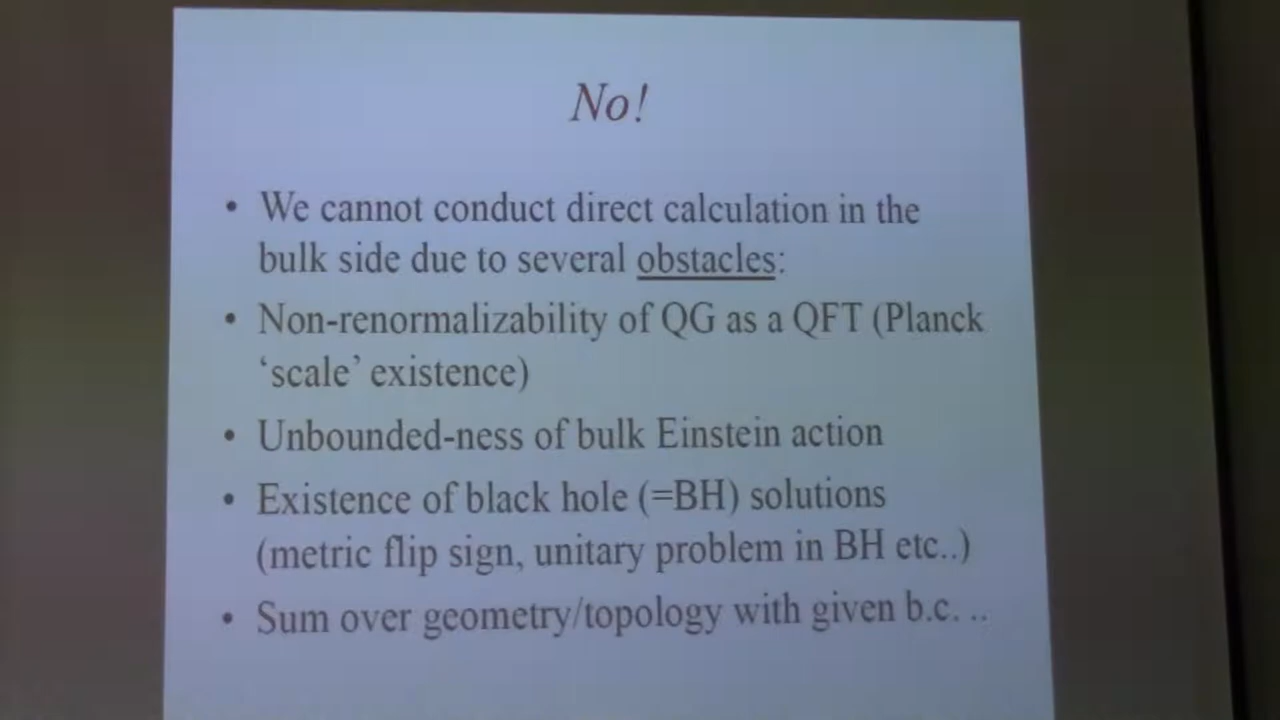 No!
• We cannot conduct direct calculation in the
bulk side due to several obstacles:
• Non-renormalizability of QG as a QFT (Planck
‘scale’ existence)
• Unbounded-ness of bulk Einstein action
• Existence of black hole (=BH) solutions
(metric flip sign, unitary problem in BH etc..)
• Sum over geometry/topology with given b.c. ..